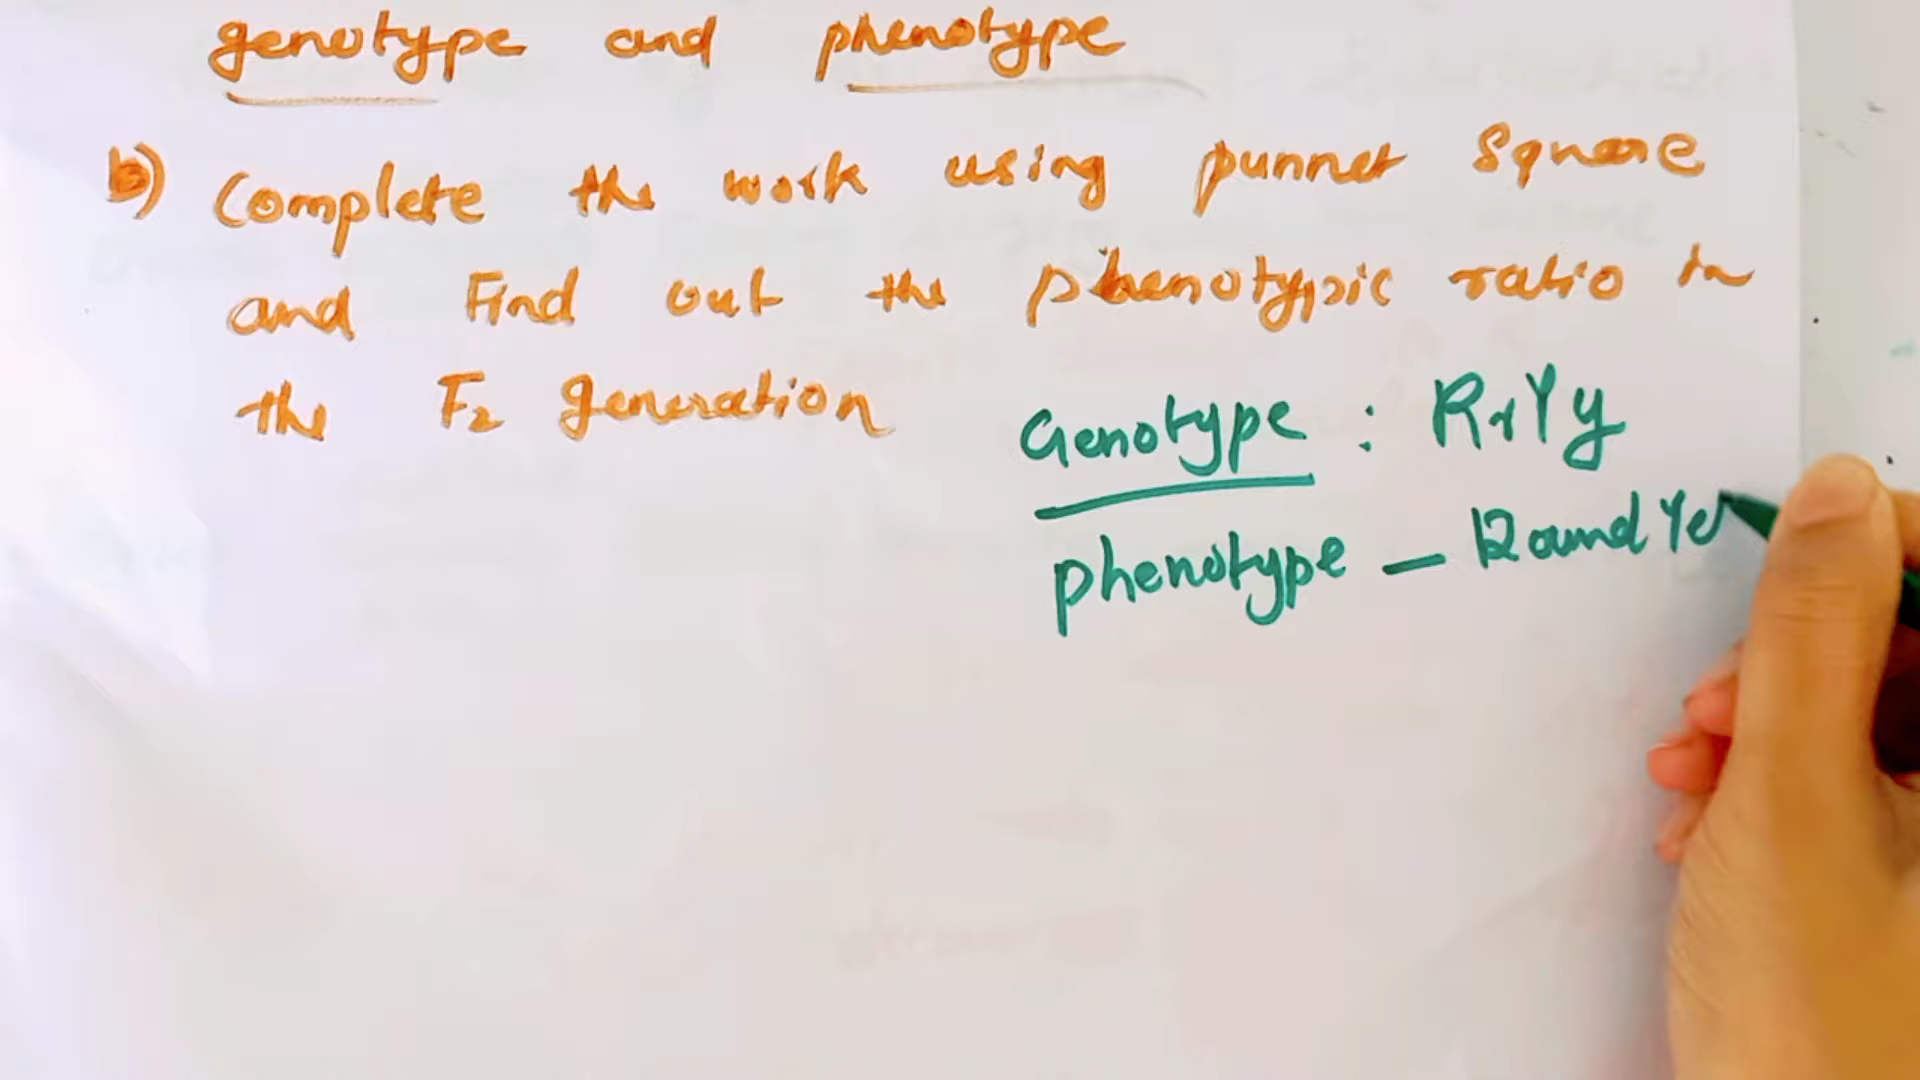 genotype and phenotype
b) Complete the work using punnet Square
and Find out the phenotypic ratio in
the F₂ generation
Genotype : RrYy
phenotype — Round Yel